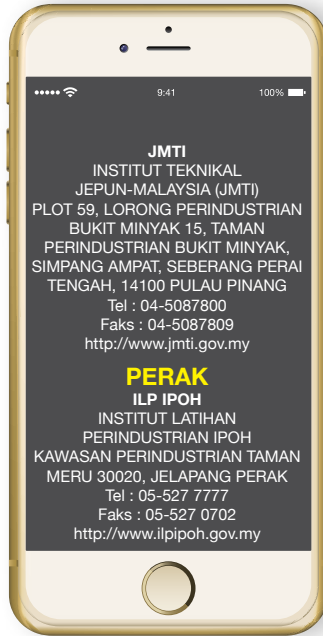 9:41
100%
JMTI
INSTITUT TEKNIKAL
JEPUN-MALAYSIA (JMTI)
PLOT 59, LORONG PERINDUSTRIAN
BUKIT MINYAK 15, TAMAN
PERINDUSTRIAN BUKIT MINYAK,
SIMPANG AMPAT, SEBERANG PERAI
TENGAH, 14100 PULAU PINANG
Tel : 04-5087800
Faks : 04-5087809
http://www.jmti.gov.my
PERAK
ILP IPOH
INSTITUT LATIHAN
PERINDUSTRIAN IPOH
KAWASAN PERINDUSTRIAN TAMAN
MERU 30020, JELAPANG PERAK
Tel : 05-527 7777
Faks : 05-527 0702
http://www.ilpipoh.gov.my